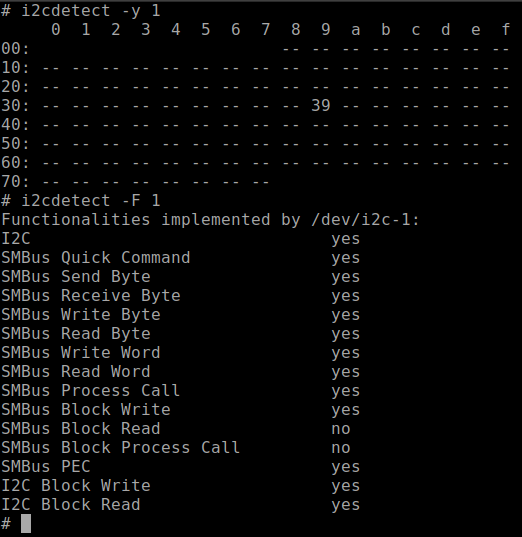 # i2cdetect -y 1
     0  1  2  3  4  5  6  7  8  9  a  b  c  d  e  f
00:                         -- -- -- -- -- -- -- --
10: -- -- -- -- -- -- -- -- -- -- -- -- -- -- -- --
20: -- -- -- -- -- -- -- -- -- -- -- -- -- -- -- --
30: -- -- -- -- -- -- -- -- -- 39 -- -- -- -- -- --
40: -- -- -- -- -- -- -- -- -- -- -- -- -- -- -- --
50: -- -- -- -- -- -- -- -- -- -- -- -- -- -- -- --
60: -- -- -- -- -- -- -- -- -- -- -- -- -- -- -- --
70: -- -- -- -- -- -- -- --
# i2cdetect -F 1
Functionalities implemented by /dev/i2c-1:
I2C                              yes
SMBus Quick Command              yes
SMBus Send Byte                  yes
SMBus Receive Byte               yes
SMBus Write Byte                 yes
SMBus Read Byte                  yes
SMBus Write Word                 yes
SMBus Read Word                  yes
SMBus Process Call               yes
SMBus Block Write                yes
SMBus Block Read                 no
SMBus Block Process Call         no
SMBus PEC                        yes
I2C Block Write                  yes
I2C Block Read                   yes
#